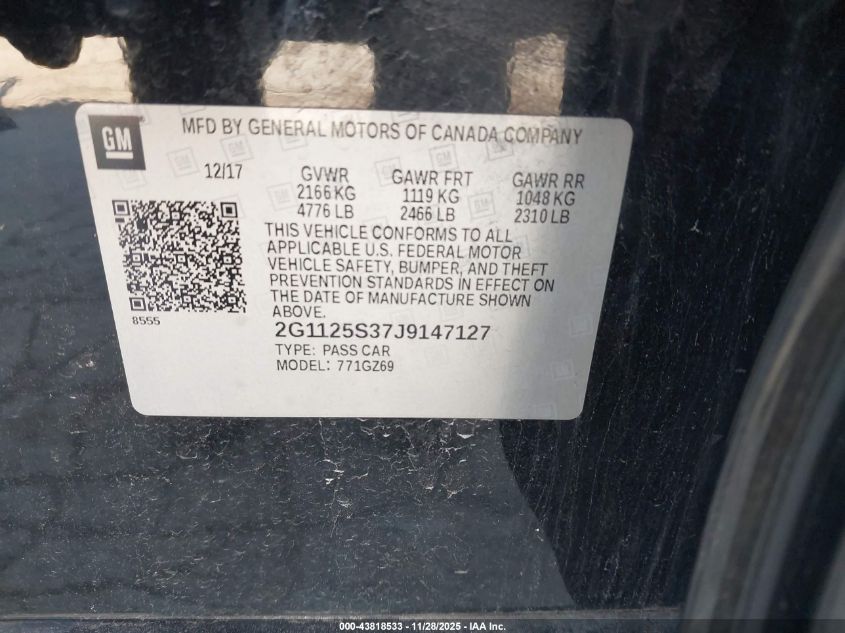 GM
MFD BY GENERAL MOTORS OF CANADA COMPANY
12/17
GVWR GAWR FRT GAWR RR
2166 KG 1119 KG 1048 KG
4776 LB 2466 LB 2310 LB
THIS VEHICLE CONFORMS TO ALL
APPLICABLE U.S. FEDERAL MOTOR
VEHICLE SAFETY, BUMPER, AND THEFT
PREVENTION STANDARDS IN EFFECT ON
THE DATE OF MANUFACTURE SHOWN
ABOVE.
8555
2G1125S37J9147127
TYPE: PASS CAR
MODEL: 771GZ69
000-43818533 -- 11/28/2025 -- IAA Inc.